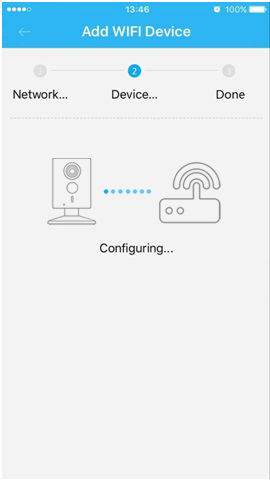 13:46
100%
Add WIFI Device
1
2
3
Network...
Device...
Done
Configuring...